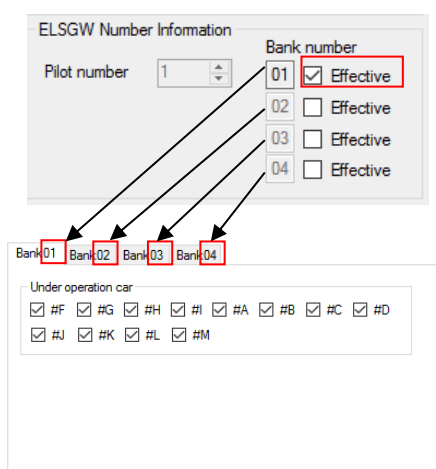 ELSGW Number Information
Bank number
Pilot number 1 01 Effective
02 Effective
03 Effective
04 Effective
Bank01 Bank02 Bank03 Bank04
Under operation car
#F #G #H #I #A #B #C #D
#J #K #L #M